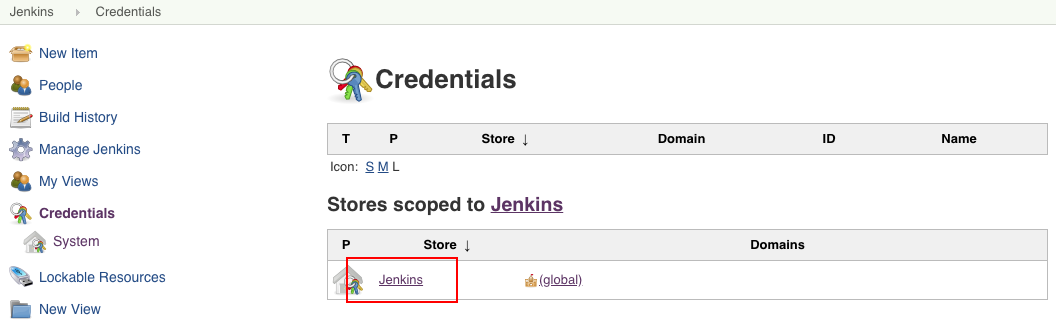 Jenkins Credentials
New Item
People
Build History
Manage Jenkins
My Views
Credentials
System
Lockable Resources
New View
Credentials
T P Store ↓ Domain ID Name
Icon: S M L
Stores scoped to Jenkins
P Store ↓ Domains
Jenkins (global)